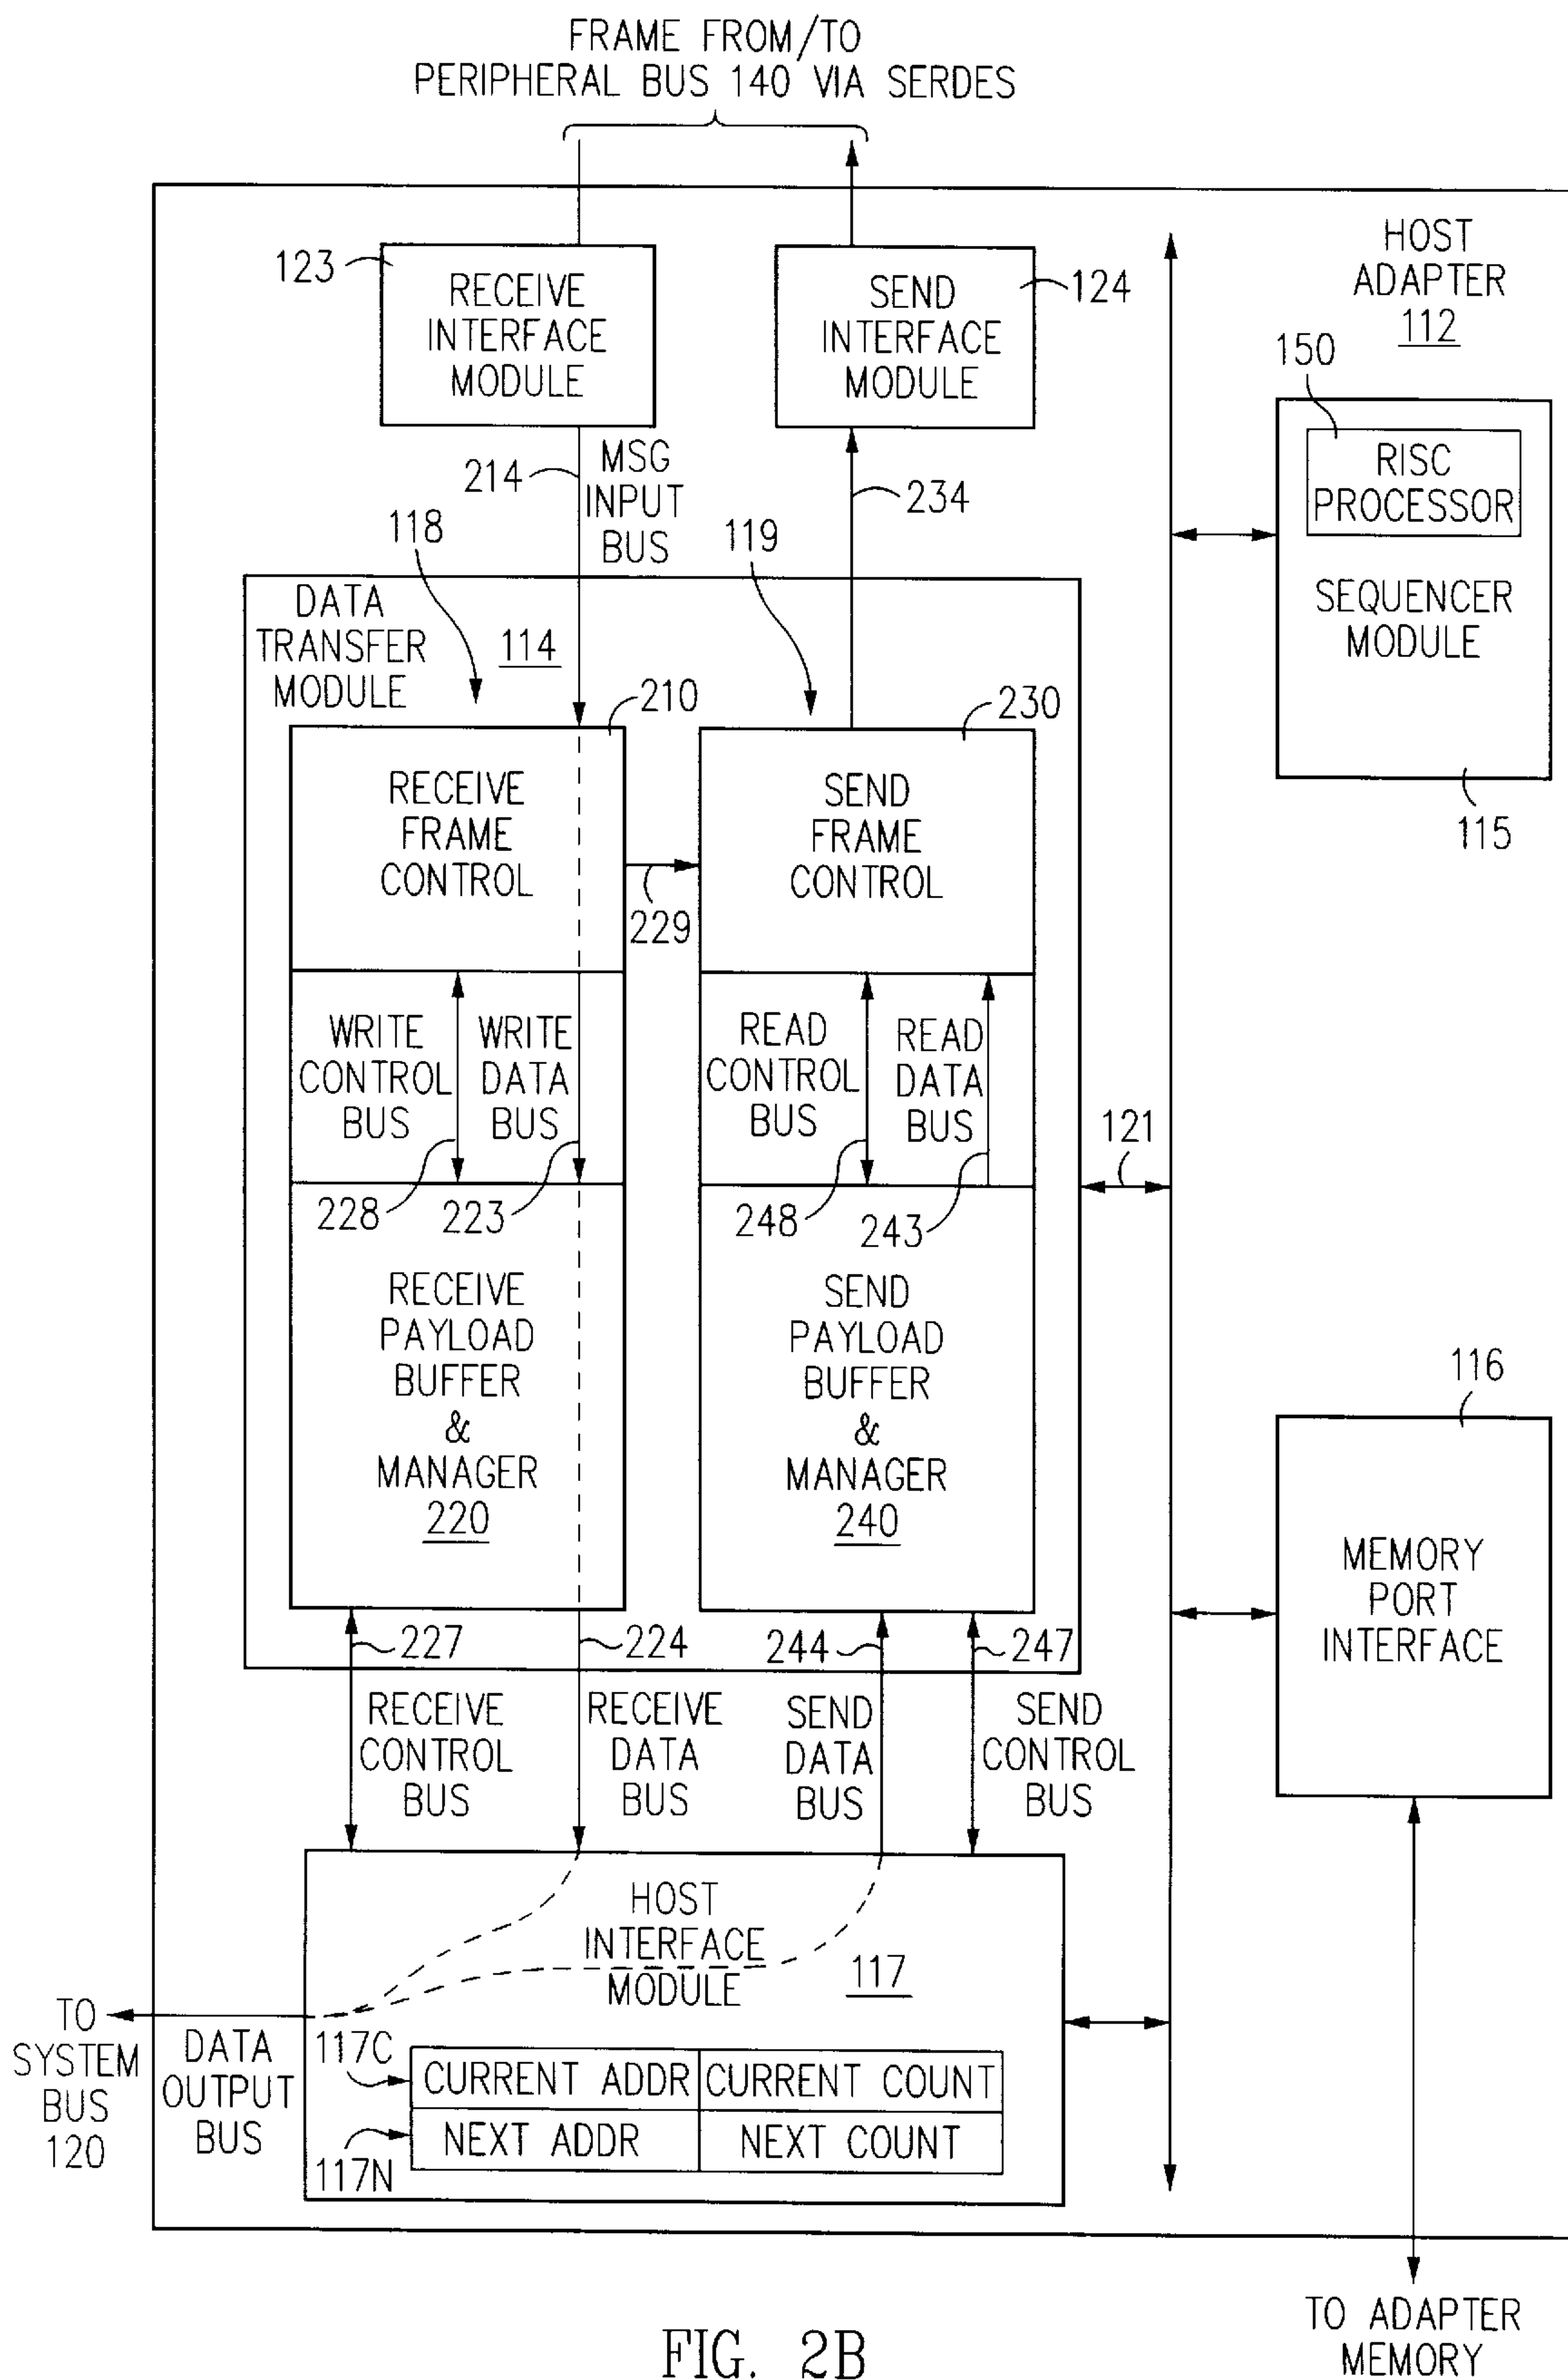 FRAME FROM/TO
PERIPHERAL BUS 140 VIA SERDES
HOST
ADAPTER
112
123
RECEIVE
INTERFACE
MODULE
SEND
INTERFACE
MODULE
124
150
RISC
PROCESSOR
SEQUENCER
MODULE
115
214
MSG
INPUT
BUS
234
118
119
DATA
TRANSFER
MODULE
114
210
230
RECEIVE
FRAME
CONTROL
SEND
FRAME
CONTROL
229
WRITE
CONTROL
BUS
WRITE
DATA
BUS
READ
CONTROL
BUS
READ
DATA
BUS
121
228
223
248
243
RECEIVE
PAYLOAD
BUFFER
&
MANAGER
220
SEND
PAYLOAD
BUFFER
&
MANAGER
240
116
MEMORY
PORT
INTERFACE
227
224
244
247
RECEIVE
CONTROL
BUS
RECEIVE
DATA
BUS
SEND
DATA
BUS
SEND
CONTROL
BUS
HOST
INTERFACE
MODULE
117
TO
SYSTEM
BUS
120
DATA
OUTPUT
BUS
117C
CURRENT ADDR
CURRENT COUNT
117N
NEXT ADDR
NEXT COUNT
TO ADAPTER
MEMORY
FIG. 2B